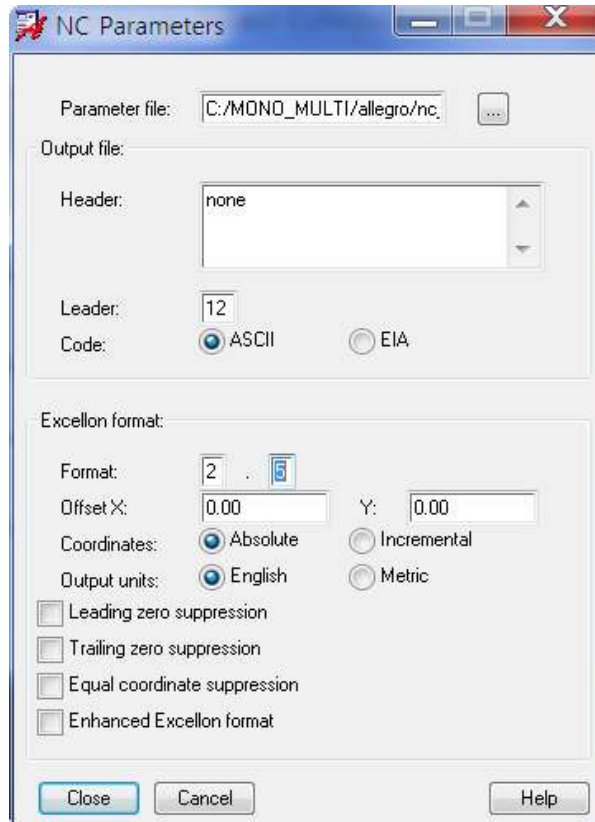 NC Parameters
Parameter file: C:/MONO_MULTI/allegro/nc_ ...
Output file:
Header: none
Leader: 12
Code: ASCII EIA
Excellon format:
Format: 2 . 5
Offset X: 0.00 Y: 0.00
Coordinates: Absolute Incremental
Output units: English Metric
Leading zero suppression
Trailing zero suppression
Equal coordinate suppression
Enhanced Excellon format
Close Cancel Help